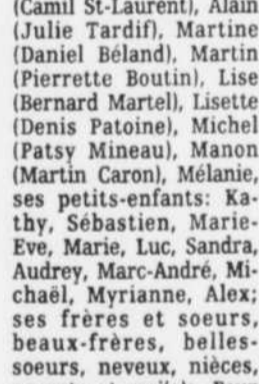 (Camil St-Laurent), Alain
(Julie Tardif), Martine
(Daniel Béland), Martin
(Pierrette Boutin), Lise
(Bernard Martel), Lisette
(Denis Patoine), Michel
(Patsy Mineau), Manon
(Martin Caron), Mélanie,
ses petits-enfants: Ka-
thy, Sébastien, Marie-
Eve, Marie, Luc, Sandra,
Audrey, Marc-André, Mi-
chaël, Myrianne, Alex;
ses frères et soeurs,
beaux-frères, belles-
soeurs, neveux, nièces,